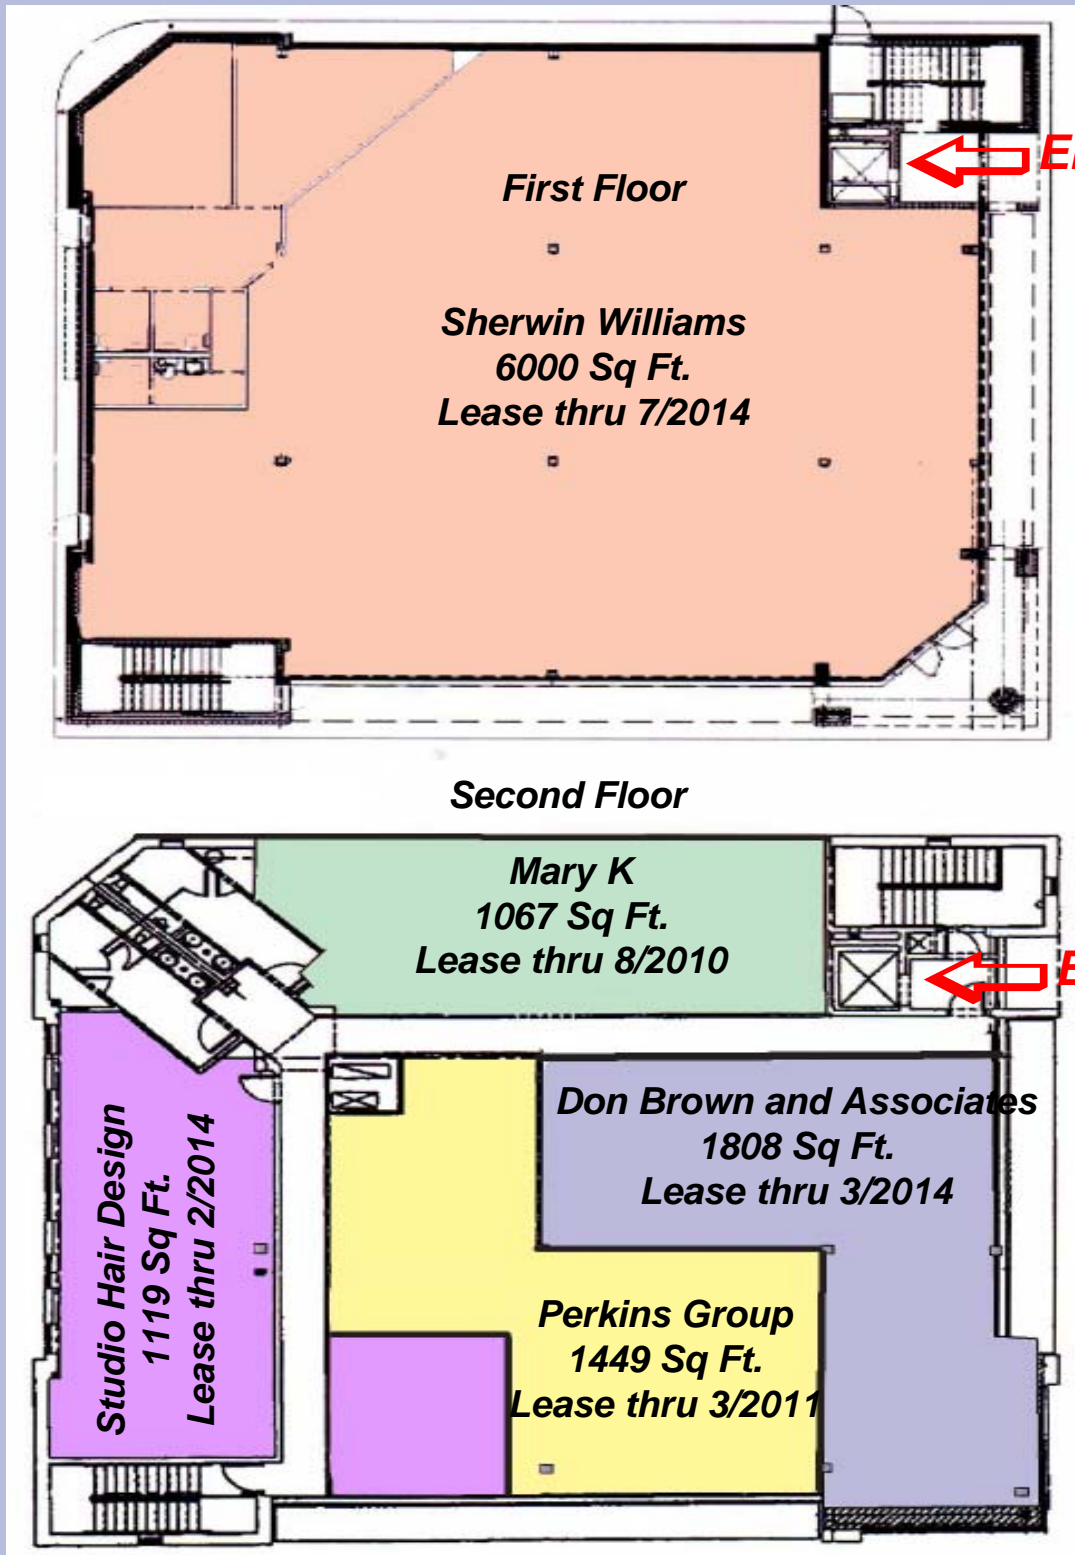 First Floor
Sherwin Williams
6000 Sq Ft.
Lease thru 7/2014
Second Floor
Mary K
1067 Sq Ft.
Lease thru 8/2010
Don Brown and Associates
1808 Sq Ft.
Lease thru 3/2014
Studio Hair Design
1119 Sq Ft.
Lease thru 2/2014
Perkins Group
1449 Sq Ft.
Lease thru 3/2011